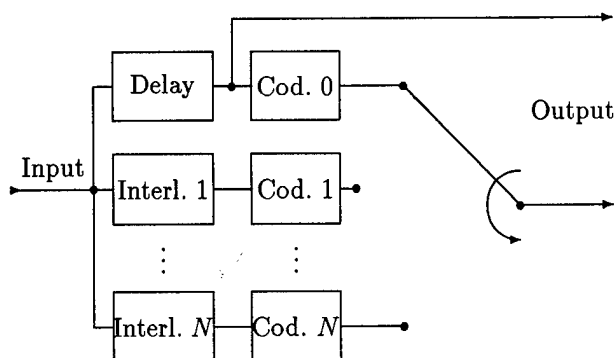 Delay
Cod. 0
Output
Input
Interl. 1
Cod. 1
⋮
⋮
Interl. N
Cod. N